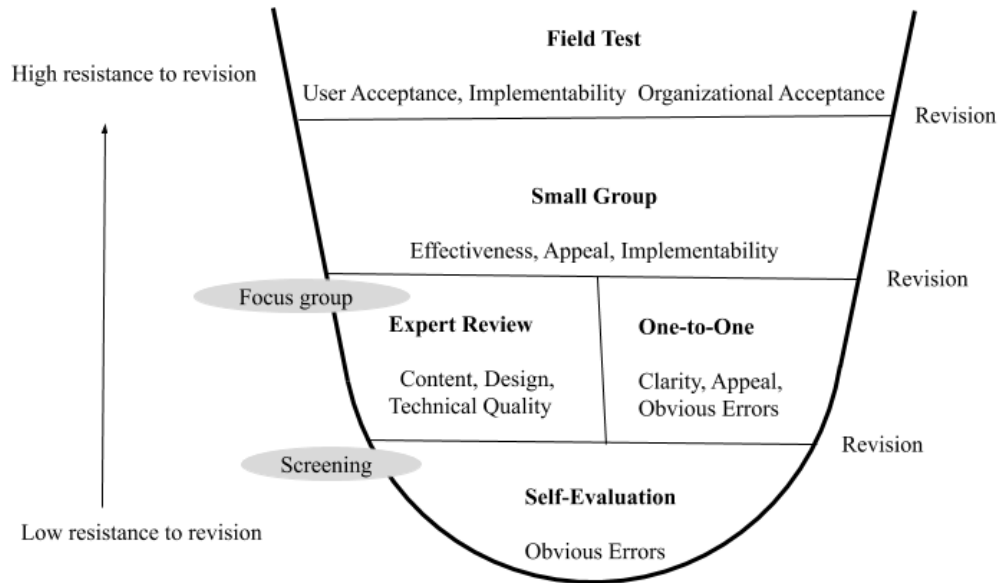 Field Test
High resistance to revision
User Acceptance, Implementability Organizational Acceptance
Revision
Small Group
Effectiveness, Appeal, Implementability
Revision
Focus group
Expert Review
Content, Design,
Technical Quality
One-to-One
Clarity, Appeal,
Obvious Errors
Revision
Screening
Self-Evaluation
Low resistance to revision
Obvious Errors